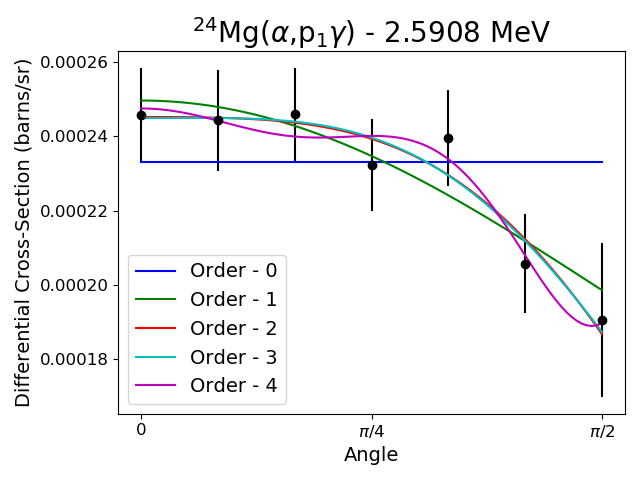 ²⁴Mg(α,p₁γ) - 2.5908 MeV
Differential Cross-Section (barns/sr)
0.00026
0.00024
0.00022
0.00020
0.00018
Order - 0
Order - 1
Order - 2
Order - 3
Order - 4
0 π/4 π/2
Angle